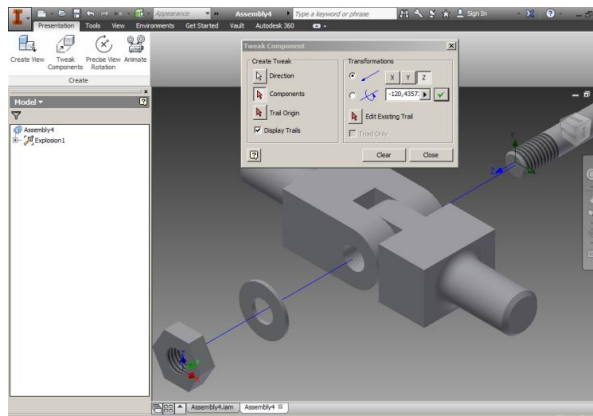 Appearance
Assembly4
Type a keyword or phrase
Sign In
Presentation Tools View Environments Get Started Vault Autodesk 360
Create View
Tweak Components
Precise View Rotation
Animate
Create
Model
Assembly4
Explosion1
Tweak Component
Create Tweak
Direction
Components
Trail Origin
Display Trails
Transformations
X Y Z
-120,4357
Edit Existing Trail
Triad Only
Clear Close
Y
Z
Assembly4.iam Assembly4